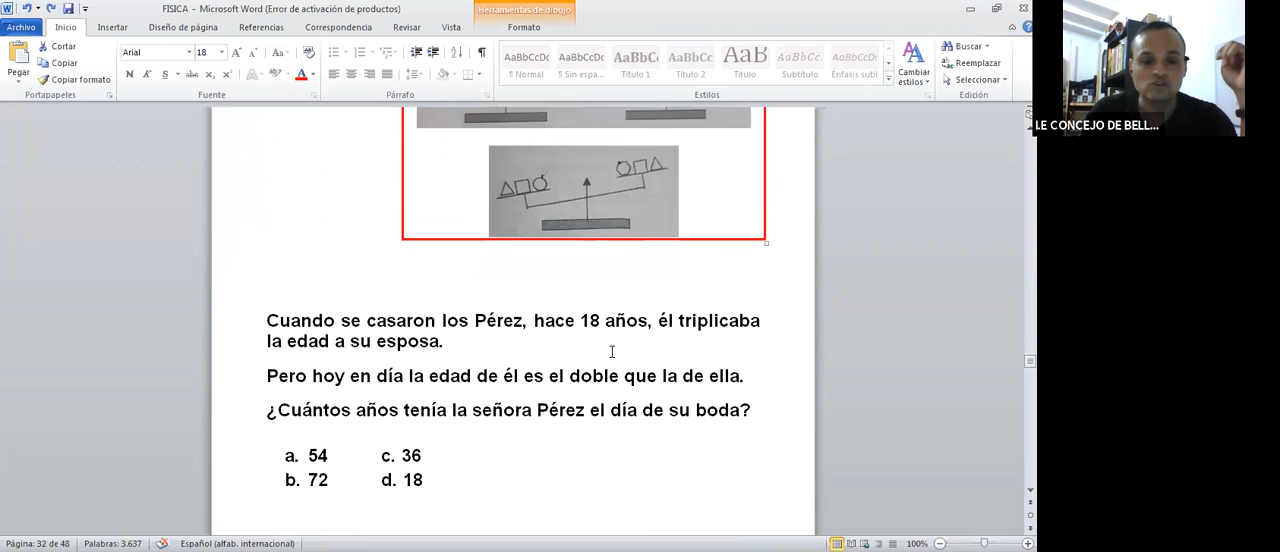 FISICA - Microsoft Word (Error de activación de productos)
Herramientas de dibujo
Archivo Inicio Insertar Diseño de página Referencias Correspondencia Revisar Vista Formato
Pegar
Cortar
Copiar
Copiar formato
Portapapeles
Arial 18
Fuente
Párrafo
AaBbCcDc AaBbCcDc AaBbC AaBbCc AaBbCc AaB AaBbCc. AaBbCcDc
¶ Normal ¶ Sin espa... Título 1 Título 2 Título Subtítulo Énfasis sutil
Estilos
Cambiar
estilos
Buscar
Reemplazar
Seleccionar
Edición
I.E CONCEJO DE BELL...
Cuando se casaron los Pérez, hace 18 años, él triplicaba
la edad a su esposa.
Pero hoy en día la edad de él es el doble que la de ella.
¿Cuántos años tenía la señora Pérez el día de su boda?
a. 54 c. 36
b. 72 d. 18
Página: 32 de 48 Palabras: 3.637 Español (alfab. internacional) 100%